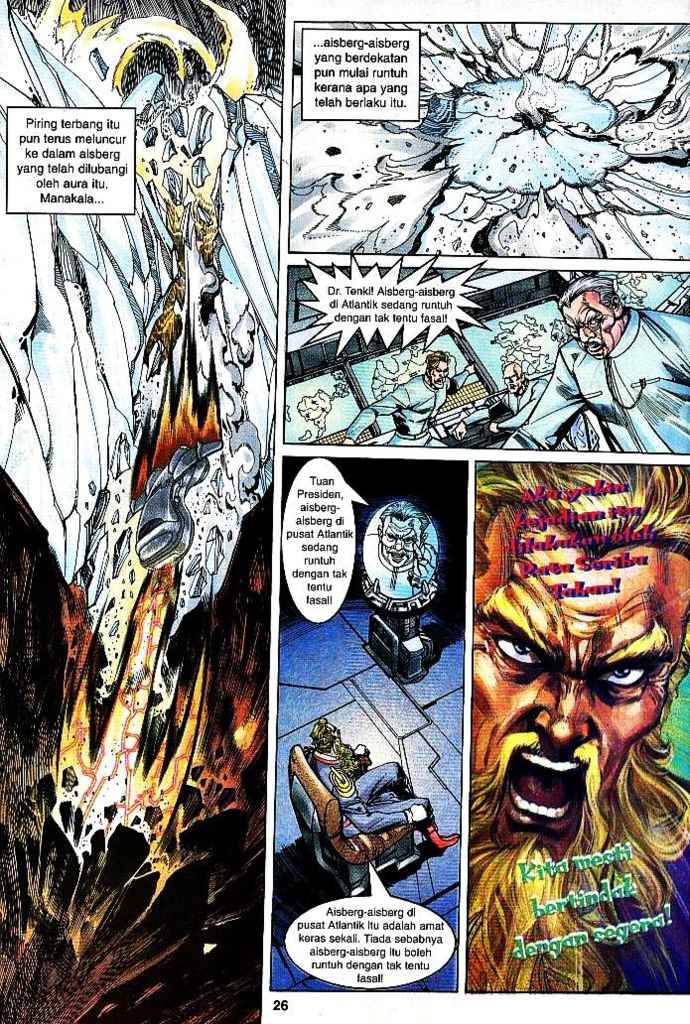 Piring terbang itu
pun terus meluncur
ke dalam aisberg
yang telah dilubangi
oleh aura itu.
Manakala...
...aisberg-aisberg
yang berdekatan
pun mulai runtuh
kerana apa yang
telah berlaku itu.
Dr. Tenki! Aisberg-aisberg
di Atlantik sedang runtuh
dengan tak tentu fasal!
Tuan
Presiden,
aisberg-
aisberg di
pusat Atlantik
sedang
runtuh
dengan tak
tentu
fasal!
Aisberg-aisberg di
pusat Atlantik itu adalah amat
keras sekali. Tiada sebabnya
aisberg-aisberg itu boleh
runtuh dengan tak tentu
fasal!
Aku yakin
kejadian itu
dilakukan oleh
Raja Seribu
Tahun!
Kita mesti
bertindak
dengan segera!
26